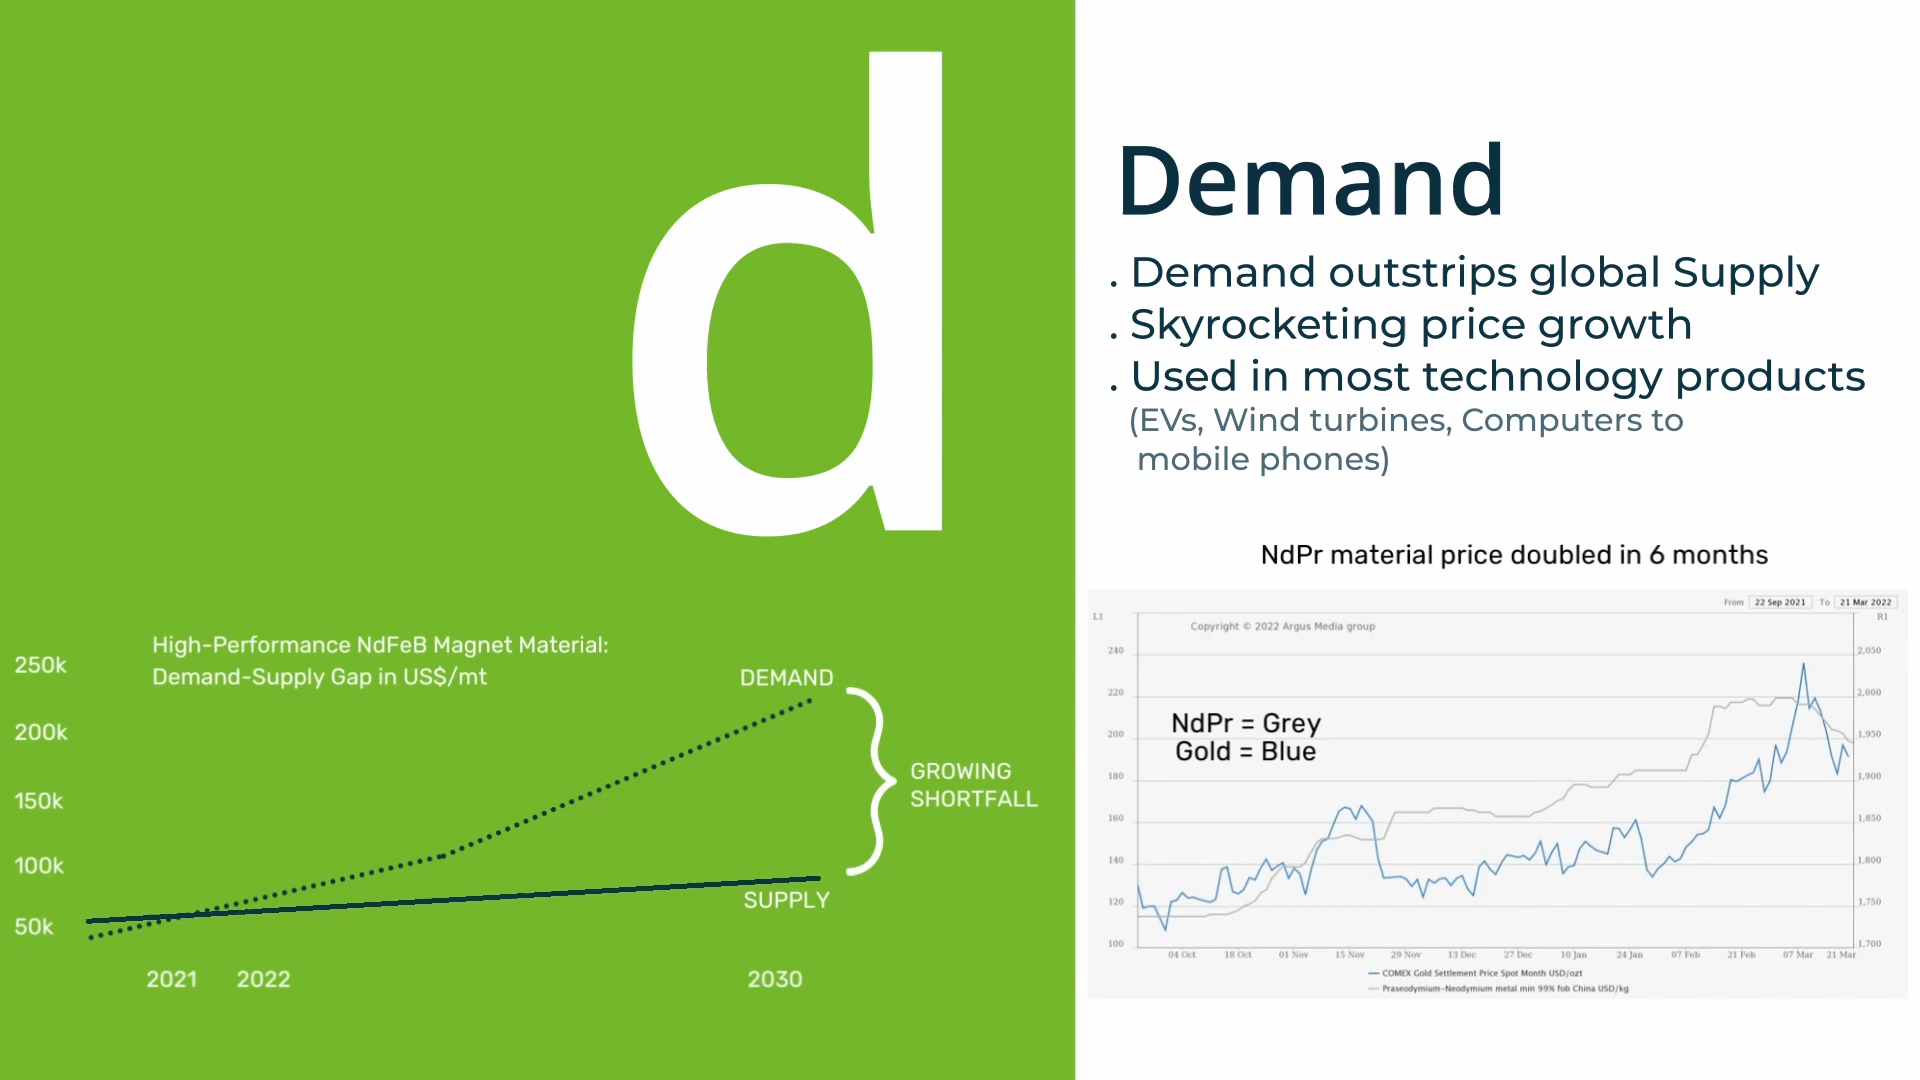 d
High-Performance NdFeB Magnet Material:
Demand-Supply Gap in US$/mt
250k
200k
150k
100k
50k
DEMAND
GROWING
SHORTFALL
SUPPLY
2021 2022 2030
Demand
. Demand outstrips global Supply
. Skyrocketing price growth
. Used in most technology products
(EVs, Wind turbines, Computers to
mobile phones)
NdPr material price doubled in 6 months
From 22 Sep 2021 To 21 Mar 2022
L1 R1
Copyright © 2022 Argus Media group
NdPr = Grey
Gold = Blue
240 2,050
220 2,000
200 1,950
180 1,900
160 1,850
140 1,800
120 1,750
100 1,700
04 Oct 18 Oct 01 Nov 15 Nov 29 Nov 13 Dec 27 Dec 10 Jan 24 Jan 07 Feb 21 Feb 07 Mar 21 Mar
COMEX Gold Settlement Price Spot Month USD/ozt
Praseodymium-Neodymium metal min 99% fob China USD/kg